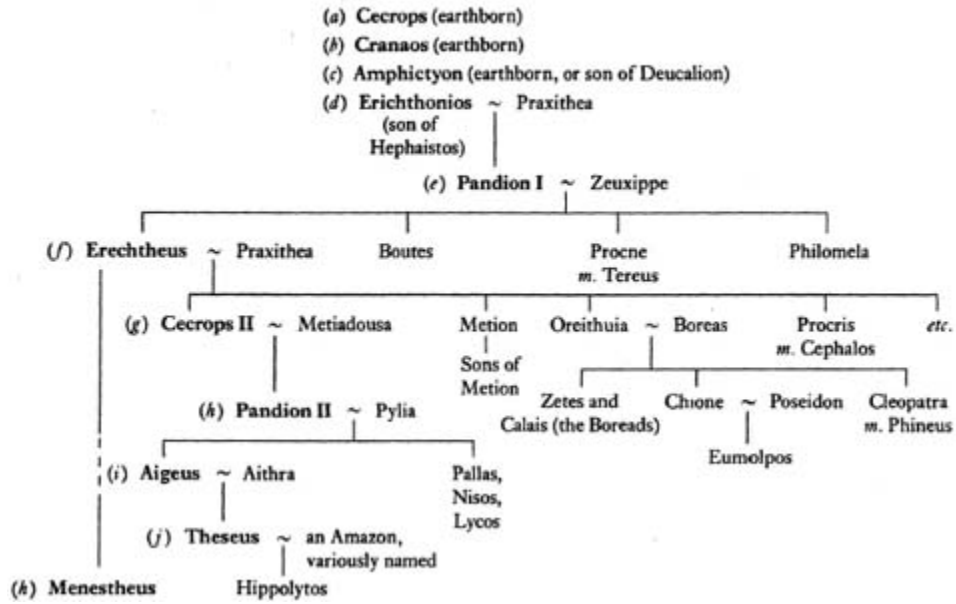 (a) Cecrops (earthborn)
(b) Cranaos (earthborn)
(c) Amphictyon (earthborn, or son of Deucalion)
(d) Erichthonios ~ Praxithea
(son of
Hephaistos)
(e) Pandion I ~ Zeuxippe
(f) Erechtheus ~ Praxithea Boutes Procne Philomela
m. Tereus
(g) Cecrops II ~ Metiadousa Metion Oreithuia ~ Boreas Procris etc.
m. Cephalos
Sons of
Metion
(h) Pandion II ~ Pylia Zetes and Chione ~ Poseidon Cleopatra
Calais (the Boreads) m. Phineus
Eumolpos
(i) Aigeus ~ Aithra Pallas,
Nisos,
Lycos
(j) Theseus ~ an Amazon,
variously named
(h) Menestheus Hippolytos